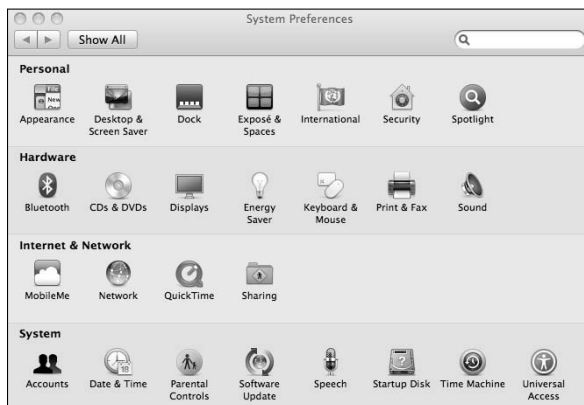 System Preferences
Show All
Personal
Appearance
Desktop &
Screen Saver
Dock
Exposé &
Spaces
International
Security
Spotlight
Hardware
Bluetooth
CDs & DVDs
Displays
Energy
Saver
Keyboard &
Mouse
Print & Fax
Sound
Internet & Network
MobileMe
Network
QuickTime
Sharing
System
Accounts
Date & Time
Parental
Controls
Software
Update
Speech
Startup Disk
Time Machine
Universal
Access